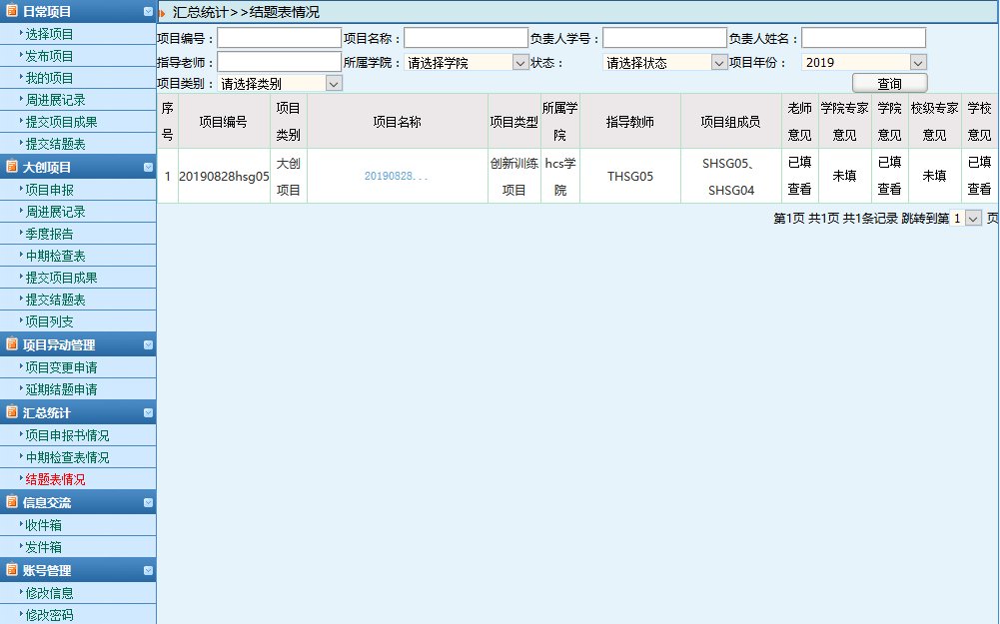 日常项目
选择项目
发布项目
我的项目
周进展记录
提交项目成果
提交结题表
大创项目
项目申报
周进展记录
季度报告
中期检查表
提交项目成果
提交结题表
项目列支
项目异动管理
项目变更申请
延期结题申请
汇总统计
项目申报书情况
中期检查表情况
结题表情况
信息交流
收件箱
发件箱
账号管理
修改信息
修改密码
汇总统计>>结题表情况
项目编号： 项目名称： 负责人学号： 负责人姓名：
指导老师： 所属学院： 请选择学院 状态： 请选择状态 项目年份： 2019
项目类别： 请选择类别 查询
序号 项目编号 项目类别 项目名称 项目类型 所属学院 指导教师 项目组成员 老师意见 学院专家意见 学院意见 校级专家意见 学校意见
1 20190828hsg05 大创项目 20190828... 创新训练项目 hcs学院 THSG05 SHSG05、SHSG04 已填查看 未填 已填查看 未填 已填查看
第1页 共1页 共1条记录 跳转到第 1 页